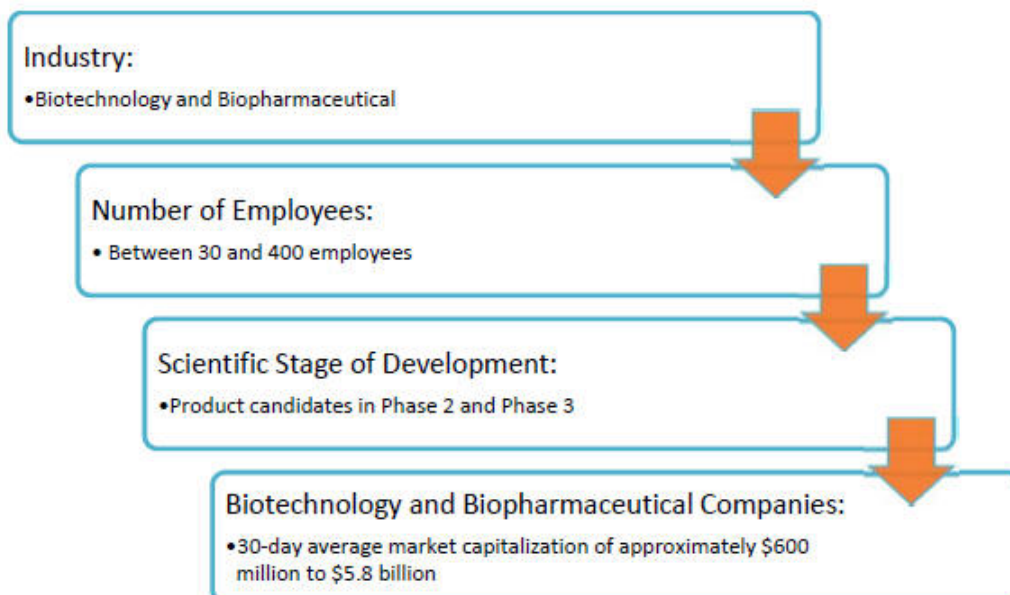 Industry:
•Biotechnology and Biopharmaceutical
Number of Employees:
• Between 30 and 400 employees
Scientific Stage of Development:
•Product candidates in Phase 2 and Phase 3
Biotechnology and Biopharmaceutical Companies:
•30-day average market capitalization of approximately $600
million to $5.8 billion